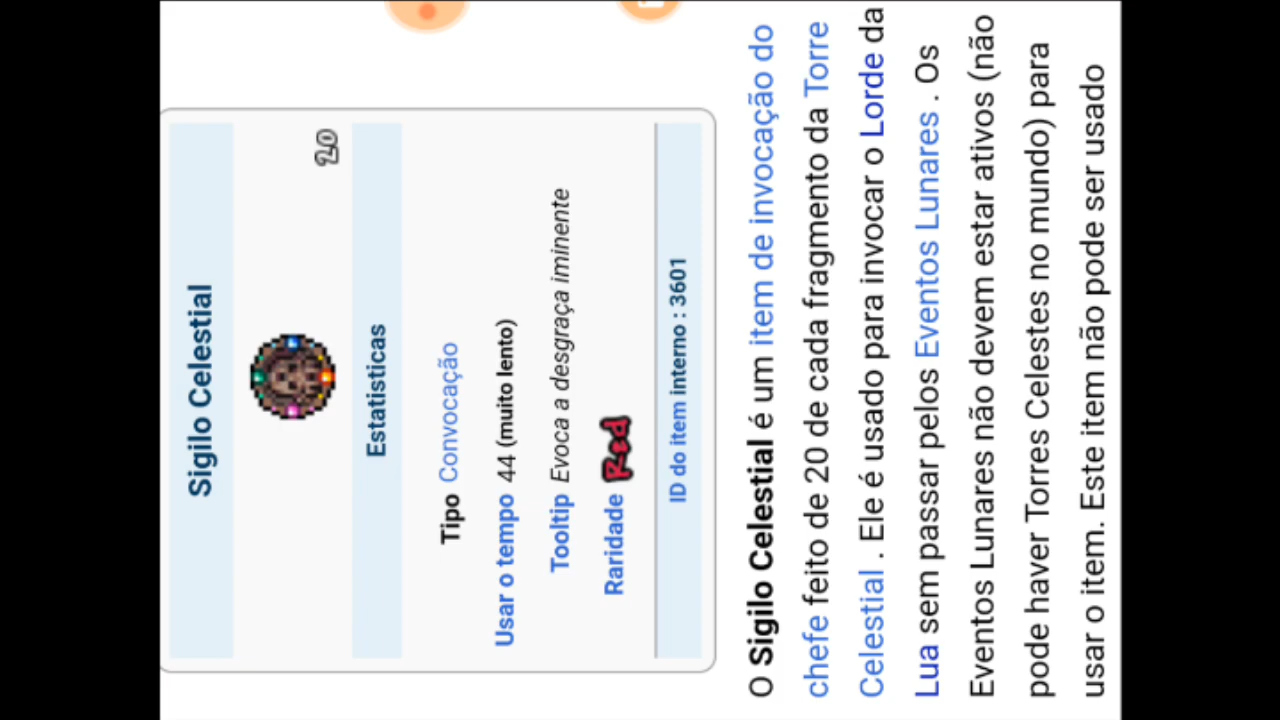 Sigilo Celestial
20
Estatisticas
Tipo Convocação
Usar o tempo 44 (muito lento)
Tooltip Evoca a desgraça iminente
Raridade Red
ID do item interno : 3601
O Sigilo Celestial é um item de invocação do
chefe feito de 20 de cada fragmento da Torre
Celestial . Ele é usado para invocar o Lorde da
Lua sem passar pelos Eventos Lunares . Os
Eventos Lunares não devem estar ativos (não
pode haver Torres Celestes no mundo) para
usar o item. Este item não pode ser usado